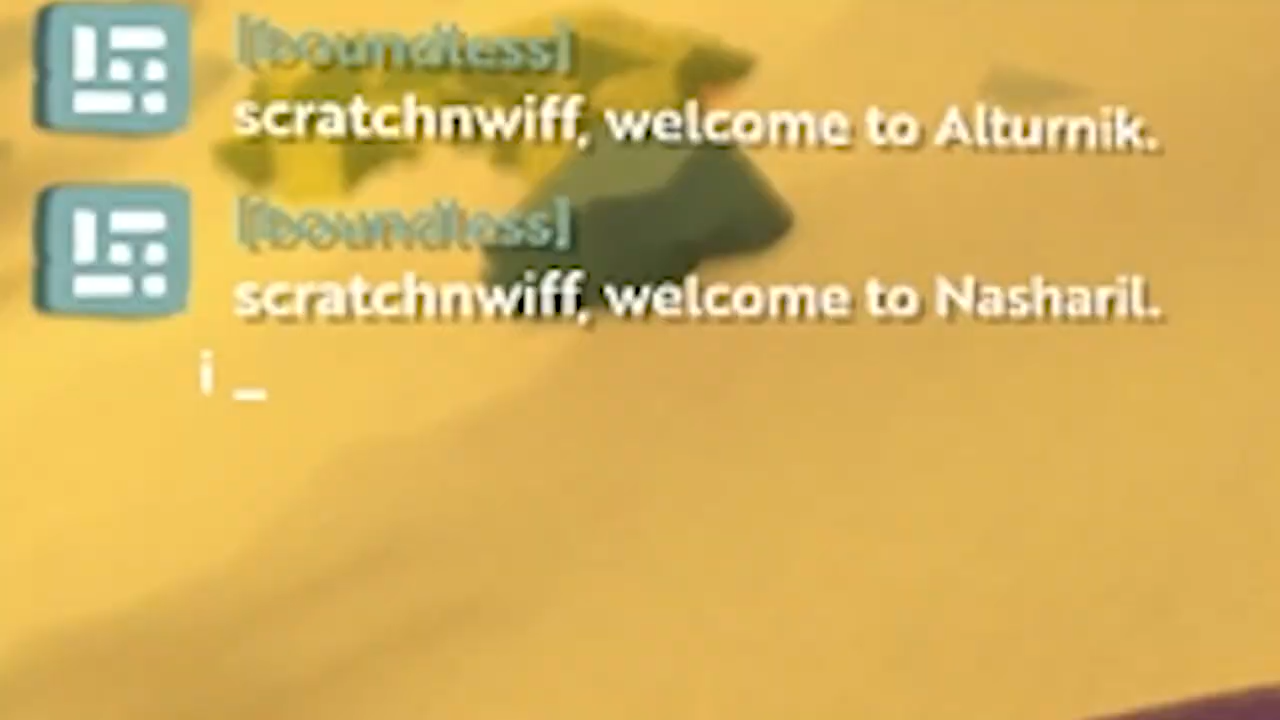 [boundless]
scratchnwiff, welcome to Alturnik.
[boundless]
scratchnwiff, welcome to Nasharil.
i _